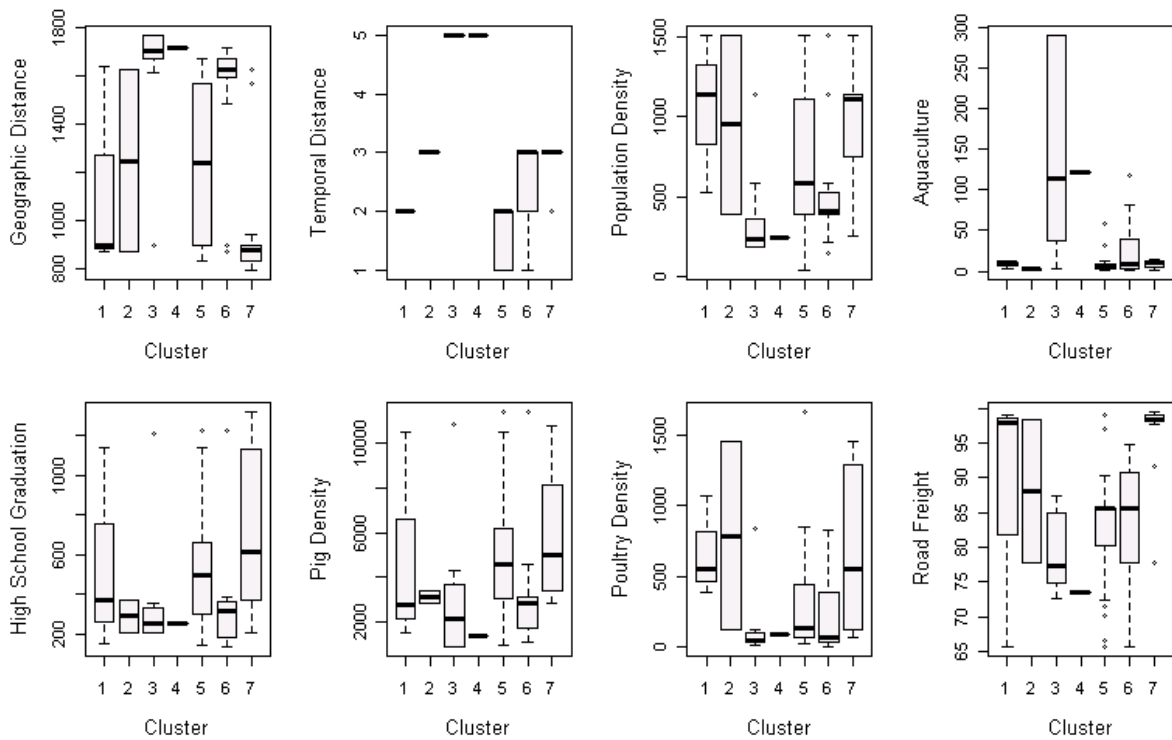 Geographic Distance
800 1000 1400 1800
1 2 3 4 5 6 7
Cluster
Temporal Distance
1 2 3 4 5
1 2 3 4 5 6 7
Cluster
Population Density
0 500 1000 1500
1 2 3 4 5 6 7
Cluster
Aquaculture
0 50 100 150 200 250 300
1 2 3 4 5 6 7
Cluster
High School Graduation
200 600 1000
1 2 3 4 5 6 7
Cluster
Pig Density
2000 6000 10000
1 2 3 4 5 6 7
Cluster
Poultry Density
0 500 1000 1500
1 2 3 4 5 6 7
Cluster
Road Freight
65 70 75 80 85 90 95
1 2 3 4 5 6 7
Cluster